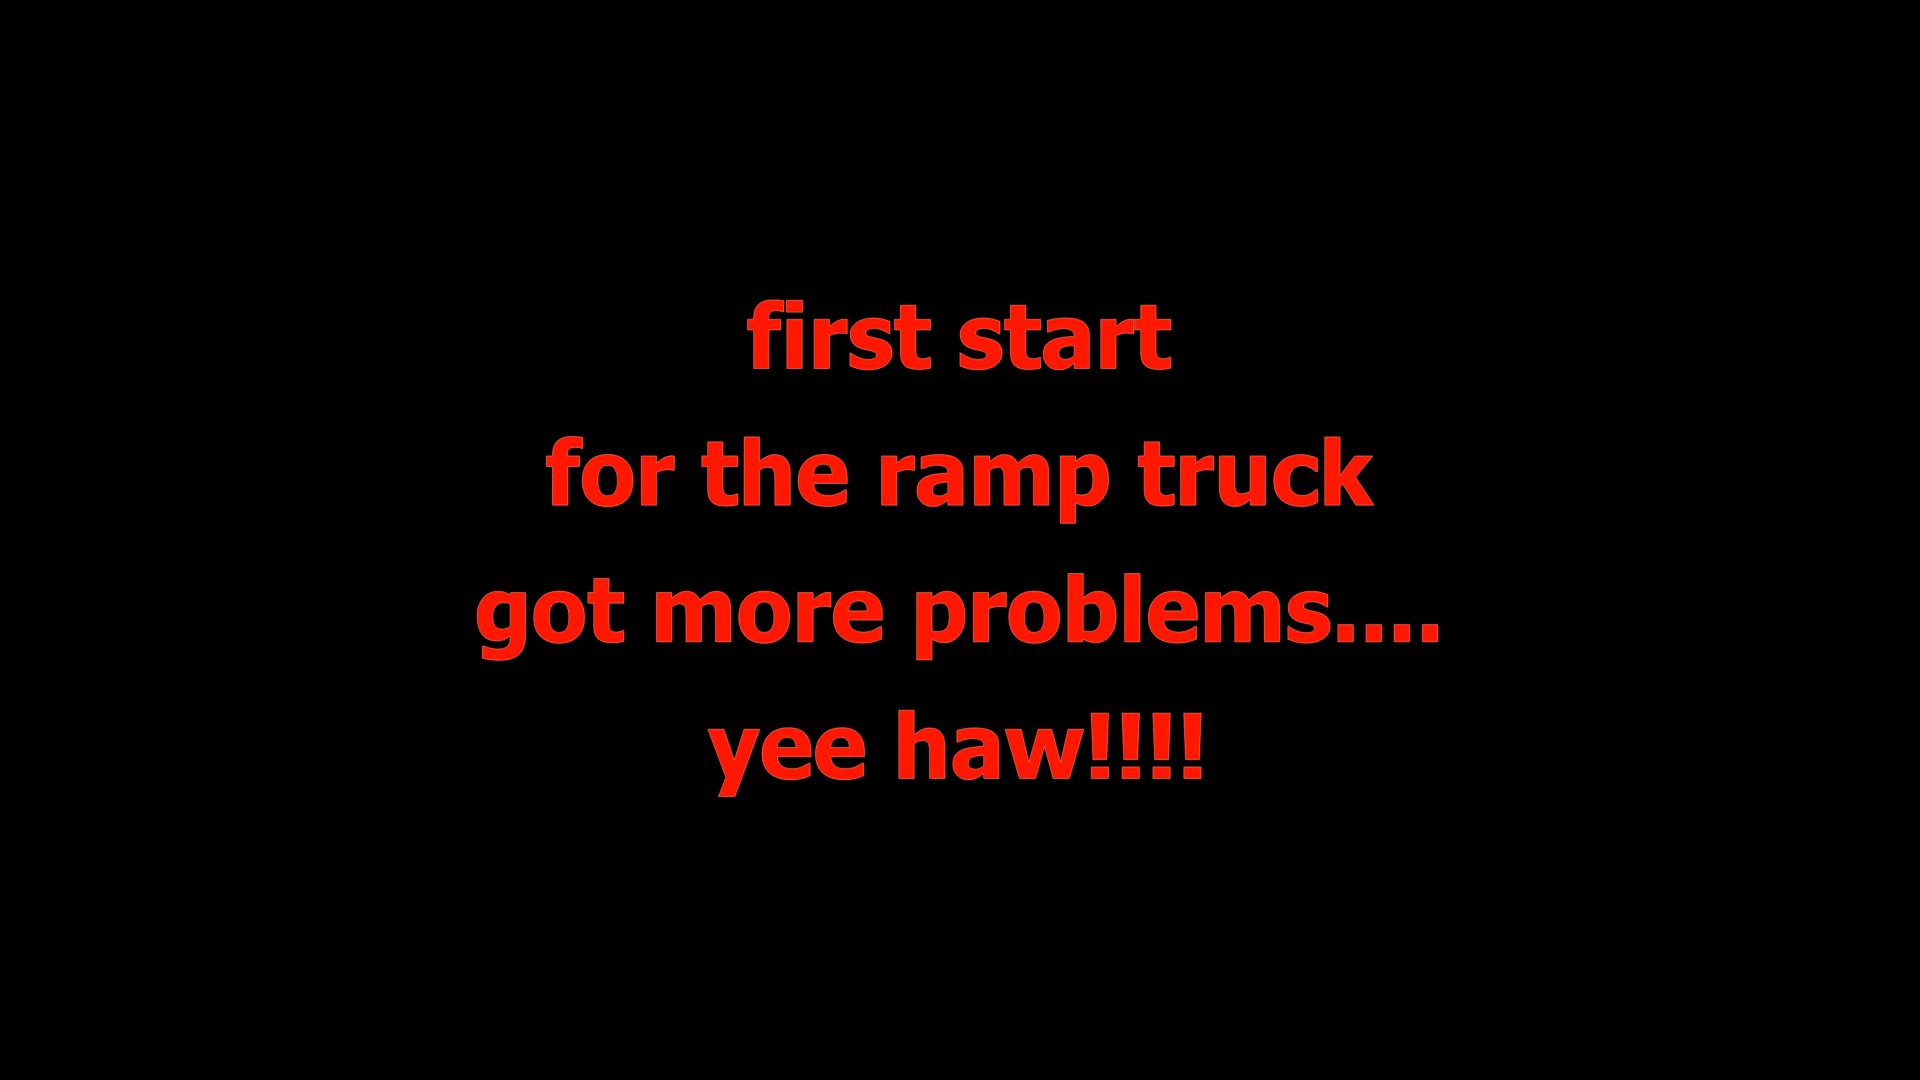 first start
for the ramp truck
got more problems....
yee haw!!!!